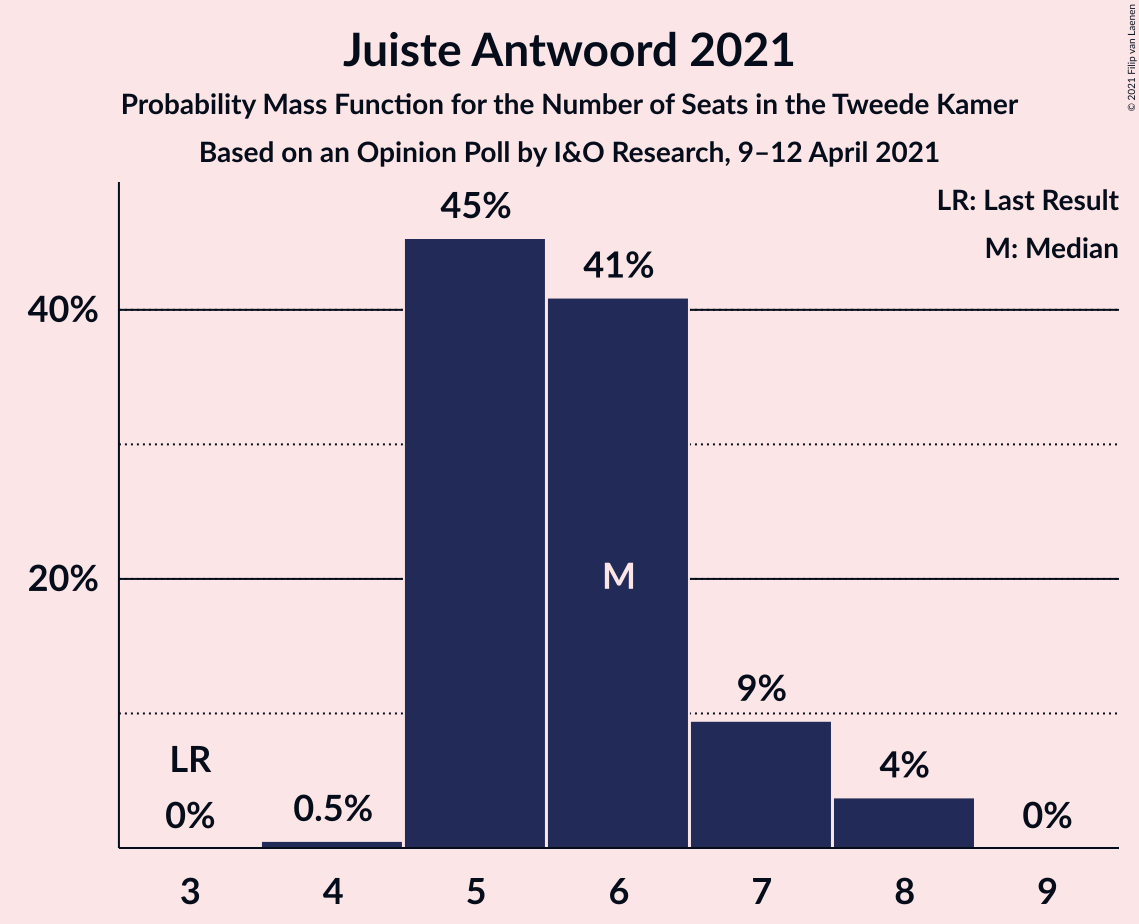 Juiste Antwoord 2021
Probability Mass Function for the Number of Seats in the Tweede Kamer
Based on an Opinion Poll by I&O Research, 9–12 April 2021
© 2021 Filip van Laenen
LR: Last Result
M: Median
45%
41%
40%
20%
M
9%
LR
4%
0%
0.5%
0%
3
4
5
6
7
8
9